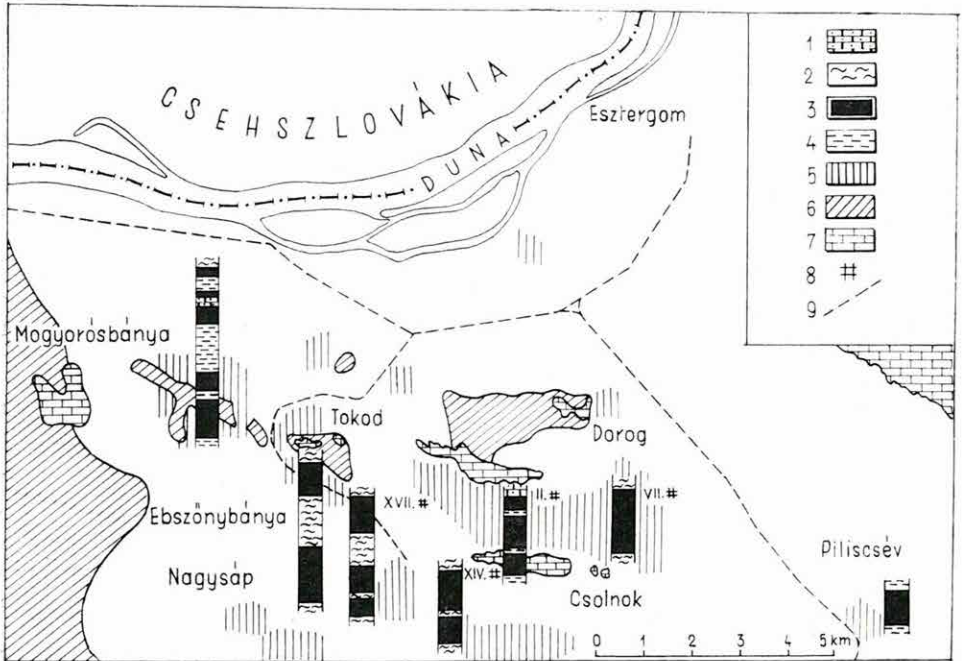 CSEHSZLOVÁKIA
DUNA
Esztergom
1
2
3
4
5
6
7
8 #
9
Mogyorósbánya
Tokod
Dorog
Ebszőnybánya
XVII. #
II. #
VII. #
Piliscsév
Nagysáp
XIV. #
Csolnok
0 1 2 3 4 5 km